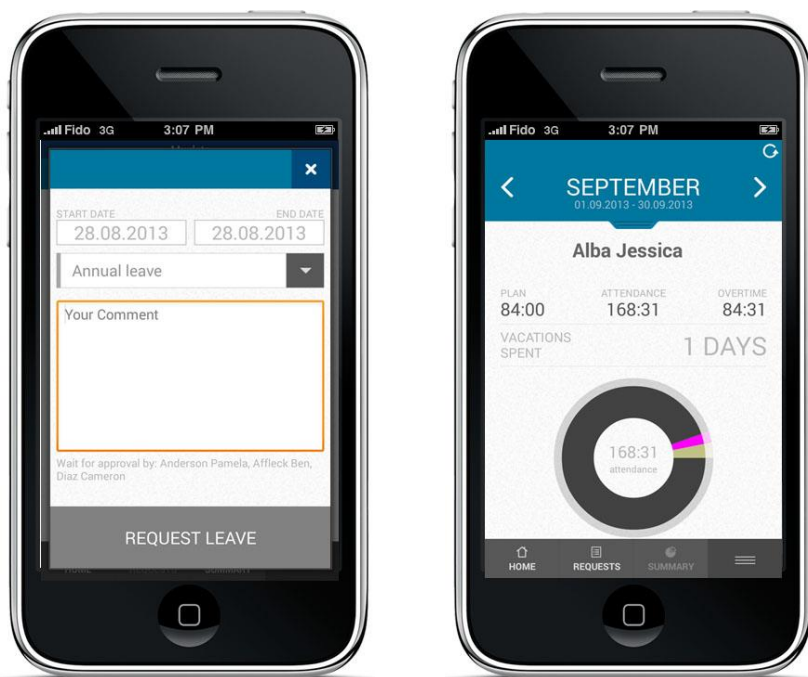 Fido 3G 3:07 PM
START DATE END DATE
28.08.2013 28.08.2013
Annual leave
Your Comment
Wait for approval by: Anderson Pamela, Affleck Ben,
Diaz Cameron
REQUEST LEAVE
HOME SUMMARY
Fido 3G 3:07 PM
SEPTEMBER
01.09.2013 - 30.09.2013
Alba Jessica
PLAN ATTENDANCE OVERTIME
84:00 168:31 84:31
VACATIONS
SPENT
1 DAYS
168:31
attendance
HOME REQUESTS SUMMARY